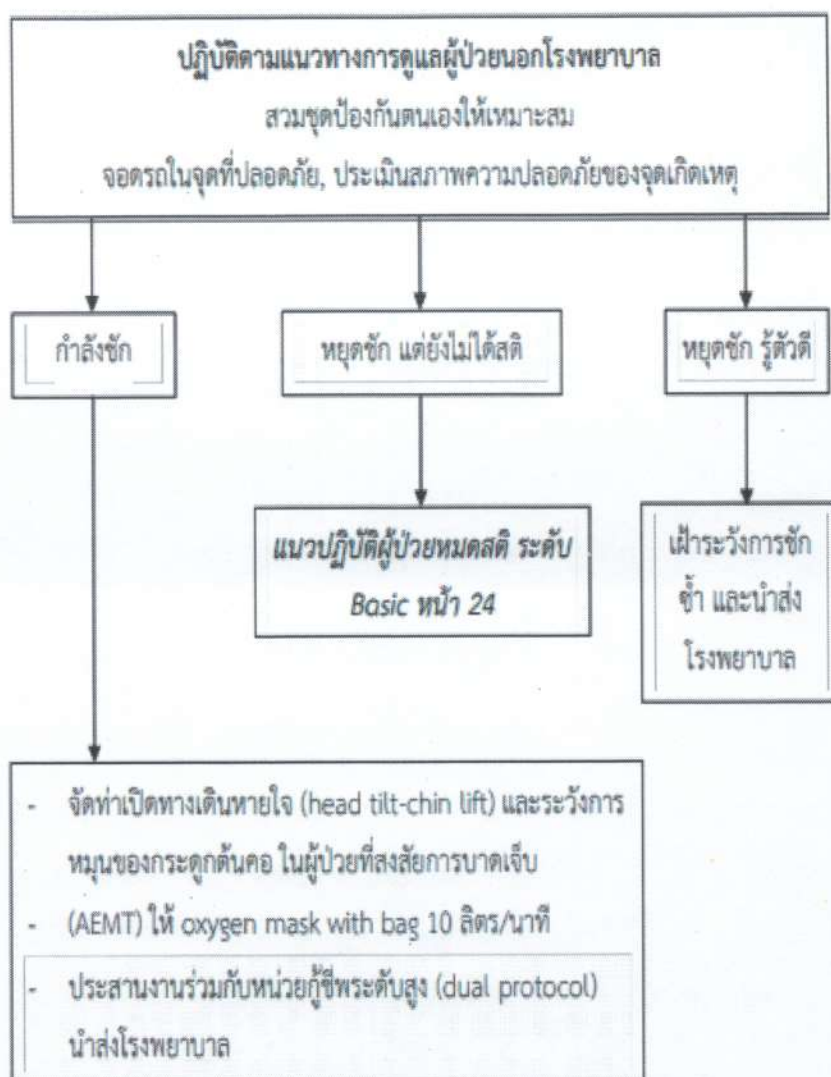 ปฏิบัติตามแนวทางการดูแลผู้ป่วยนอกโรงพยาบาล
สวมชุดป้องกันตนเองให้เหมาะสม
จอดรถในจุดที่ปลอดภัย, ประเมินสภาพความปลอดภัยของจุดเกิดเหตุ
กำลังชัก
หยุดชัก แต่ยังไม่ได้สติ
หยุดชัก รู้ตัวดี
แนวปฏิบัติผู้ป่วยหมดสติ ระดับ
Basic หน้า 24
เฝ้าระวังการชัก
ซ้ำ และนำส่ง
โรงพยาบาล
- จัดท่าเปิดทางเดินหายใจ (head tilt-chin lift) และระวังการ
หมุนของกระดูกต้นคอ ในผู้ป่วยที่สงสัยการบาดเจ็บ
- (AEMT) ให้ oxygen mask with bag 10 ลิตร/นาที
- ประสานงานร่วมกับหน่วยกู้ชีพระดับสูง (dual protocol)
นำส่งโรงพยาบาล